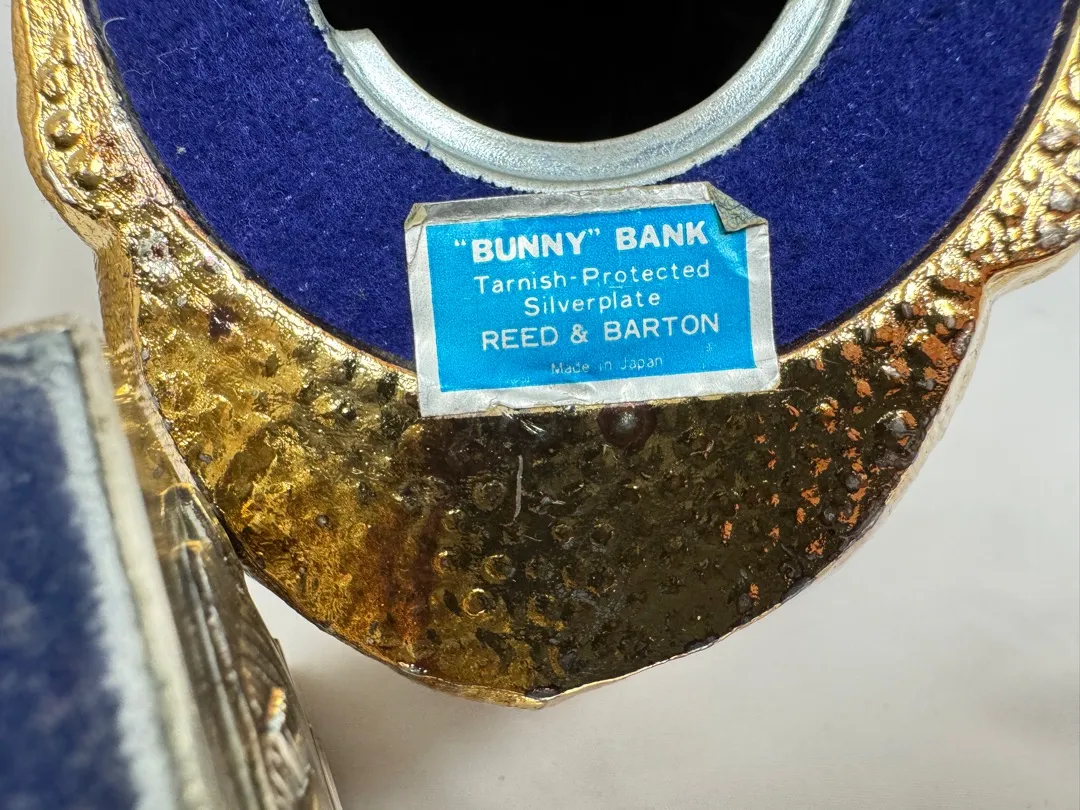 "BUNNY" BANK
Tarnish-Protected
Silverplate
REED & BARTON
Made in Japan